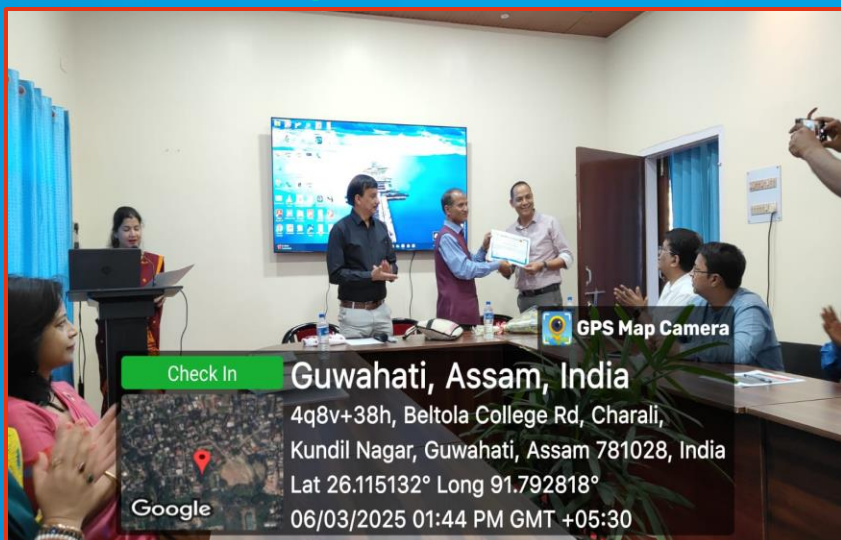 GPS Map Camera
Check In
Guwahati, Assam, India
4q8v+38h, Beltola College Rd, Charali,
Kundil Nagar, Guwahati, Assam 781028, India
Lat 26.115132° Long 91.792818°
06/03/2025 01:44 PM GMT +05:30
Google